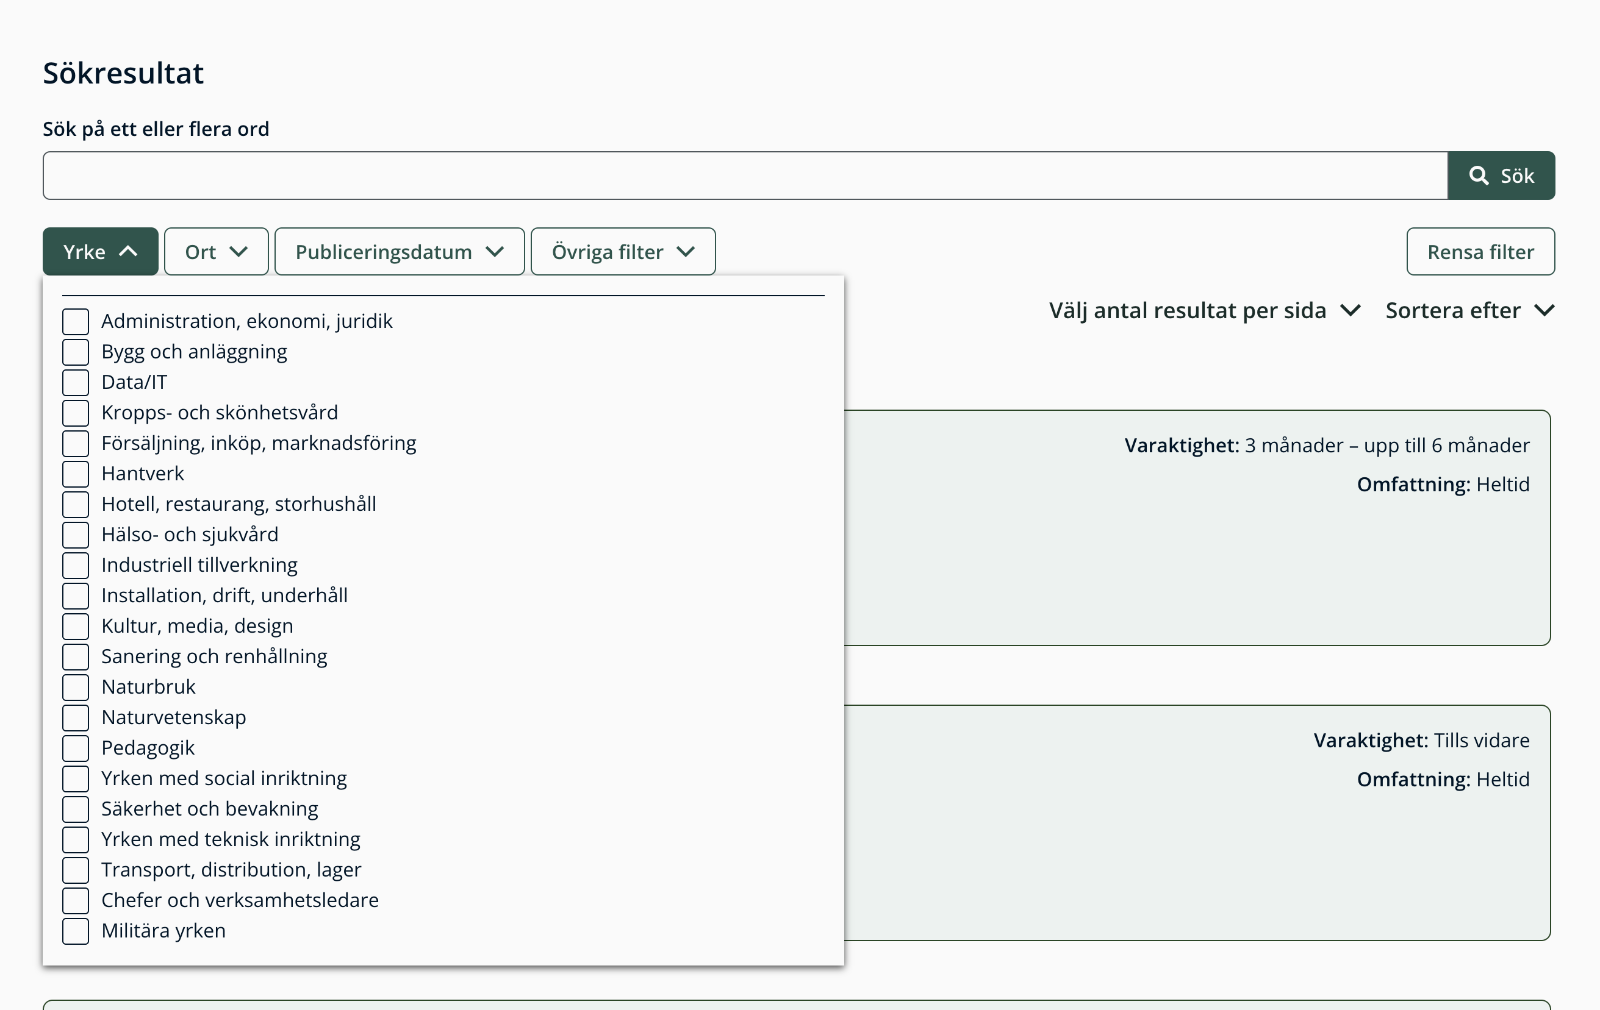 Sökresultat
Sök på ett eller flera ord
Sök
Yrke
Ort
Publiceringsdatum
Övriga filter
Rensa filter
Välj antal resultat per sida
Sortera efter
Administration, ekonomi, juridik
Bygg och anläggning
Data/IT
Kropps- och skönhetsvård
Försäljning, inköp, marknadsföring
Hantverk
Hotell, restaurang, storhushåll
Hälso- och sjukvård
Industriell tillverkning
Installation, drift, underhåll
Kultur, media, design
Sanering och renhållning
Naturbruk
Naturvetenskap
Pedagogik
Yrken med social inriktning
Säkerhet och bevakning
Yrken med teknisk inriktning
Transport, distribution, lager
Chefer och verksamhetsledare
Militära yrken
Varaktighet: 3 månader – upp till 6 månader
Omfattning: Heltid
Varaktighet: Tills vidare
Omfattning: Heltid